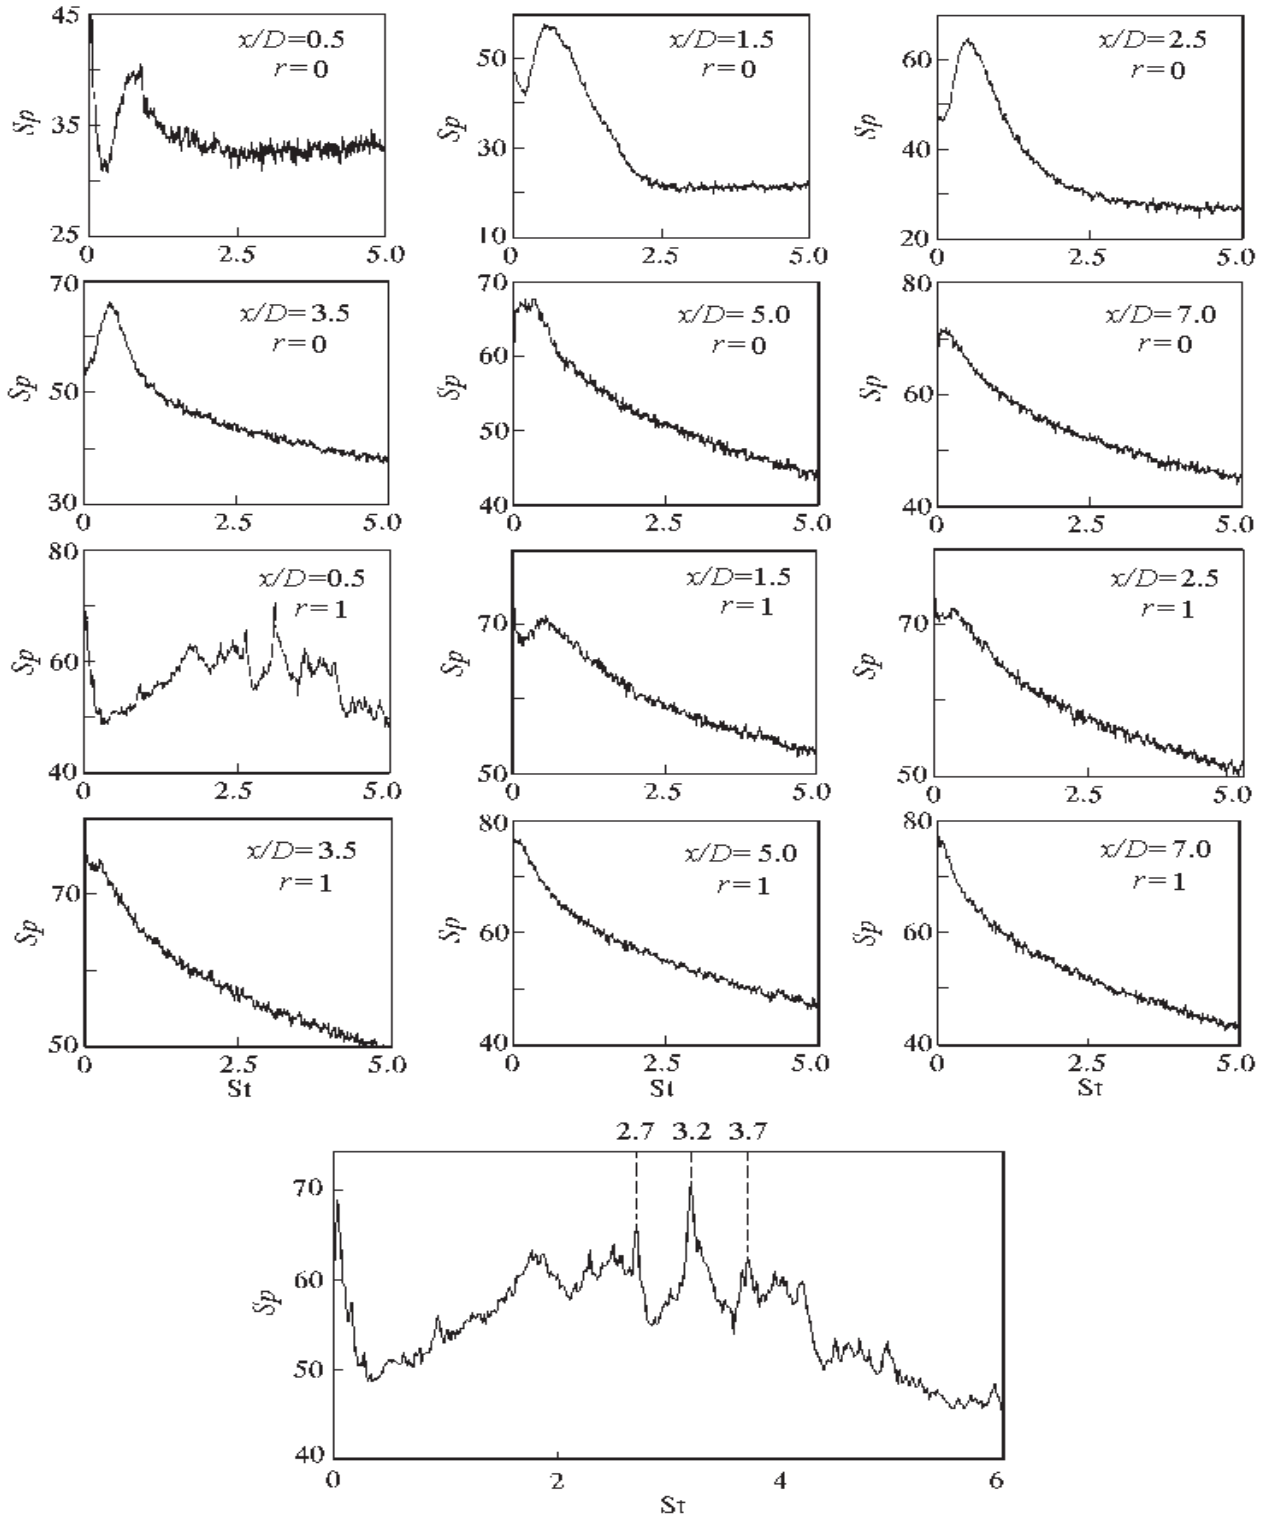 45
35
25
Sp
x/D=0.5
r=0
0 2.5 5.0
50
30
10
Sp
x/D=1.5
r=0
0 2.5 5.0
60
40
20
Sp
x/D=2.5
r=0
0 2.5 5.0
70
50
30
Sp
x/D=3.5
r=0
0 2.5 5.0
70
60
50
40
Sp
x/D=5.0
r=0
0 2.5 5.0
80
60
40
Sp
x/D=7.0
r=0
0 2.5 5.0
80
60
40
Sp
x/D=0.5
r=1
0 2.5 5.0
70
50
Sp
x/D=1.5
r=1
0 2.5 5.0
70
50
Sp
x/D=2.5
r=1
0 2.5 5.0
70
50
Sp
x/D=3.5
r=1
0 2.5 5.0
St
80
60
40
Sp
x/D=5.0
r=1
0 2.5 5.0
St
80
60
40
Sp
x/D=7.0
r=1
0 2.5 5.0
St
2.7 3.2 3.7
70
60
50
40
Sp
0 2 4 6
St